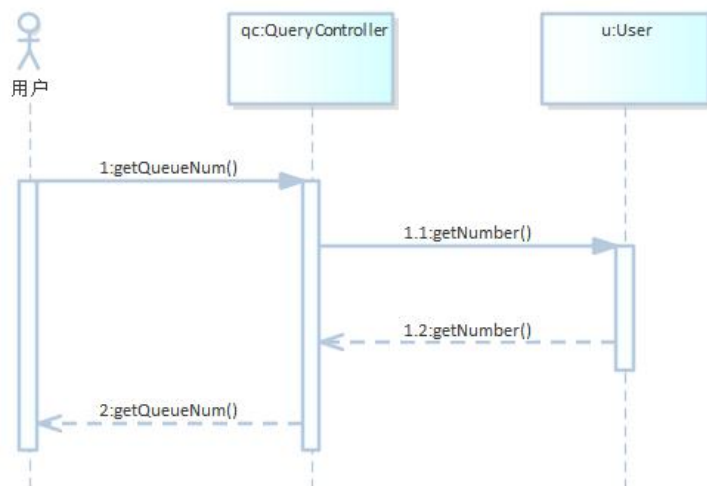 qc:QueryController
u:User
用户
1:getQueueNum()
1.1:getNumber()
1.2:getNumber()
2:getQueueNum()